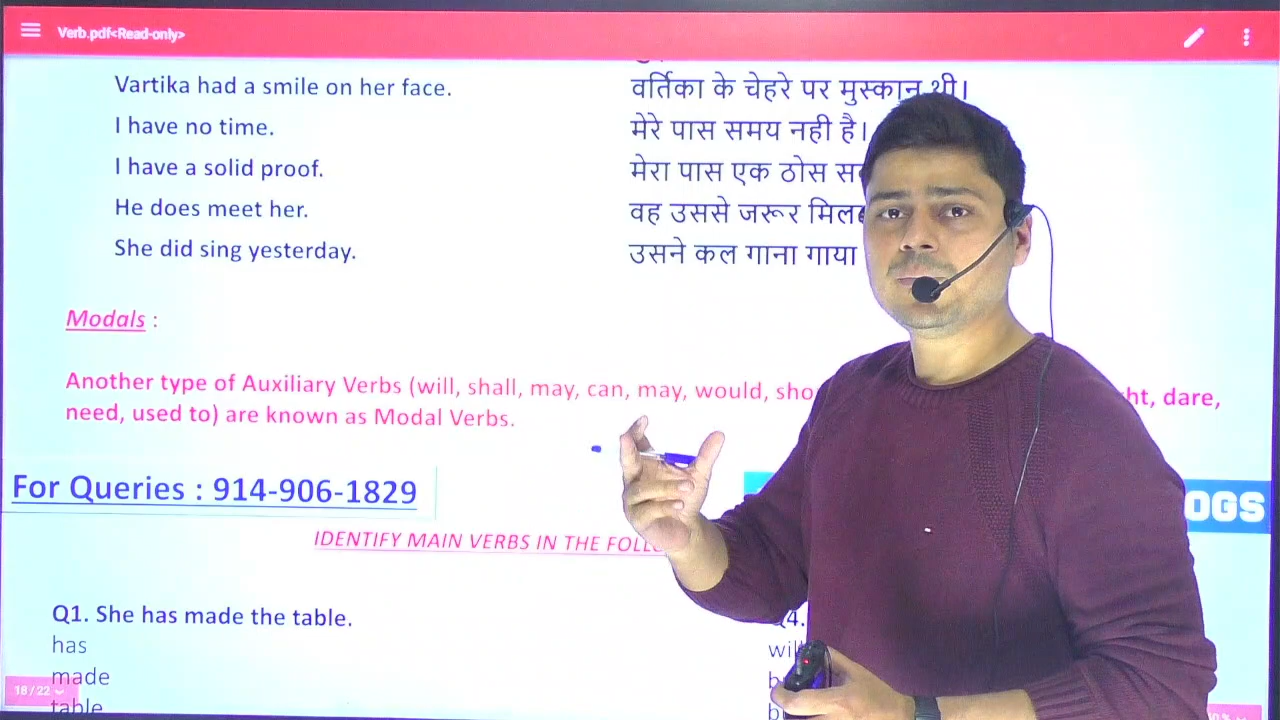 Verb.pdf<Read-only>
Vartika had a smile on her face. वर्तिका के चेहरे पर मुस्कान थी।
I have no time. मेरे पास समय नही है।
I have a solid proof. मेरा पास एक ठोस
He does meet her. वह उससे जरूर
She did sing yesterday. उसने कल गाना गाया
Modals :
Another type of Auxiliary Verbs (will, shall, may, can, may, would, dare,
need, used to) are known as Modal Verbs.
For Queries : 914-906-1829
OGS
IDENTIFY MAIN VERBS IN THE
Q1. She has made the table.
has
made
table
Q4.
18 / 22